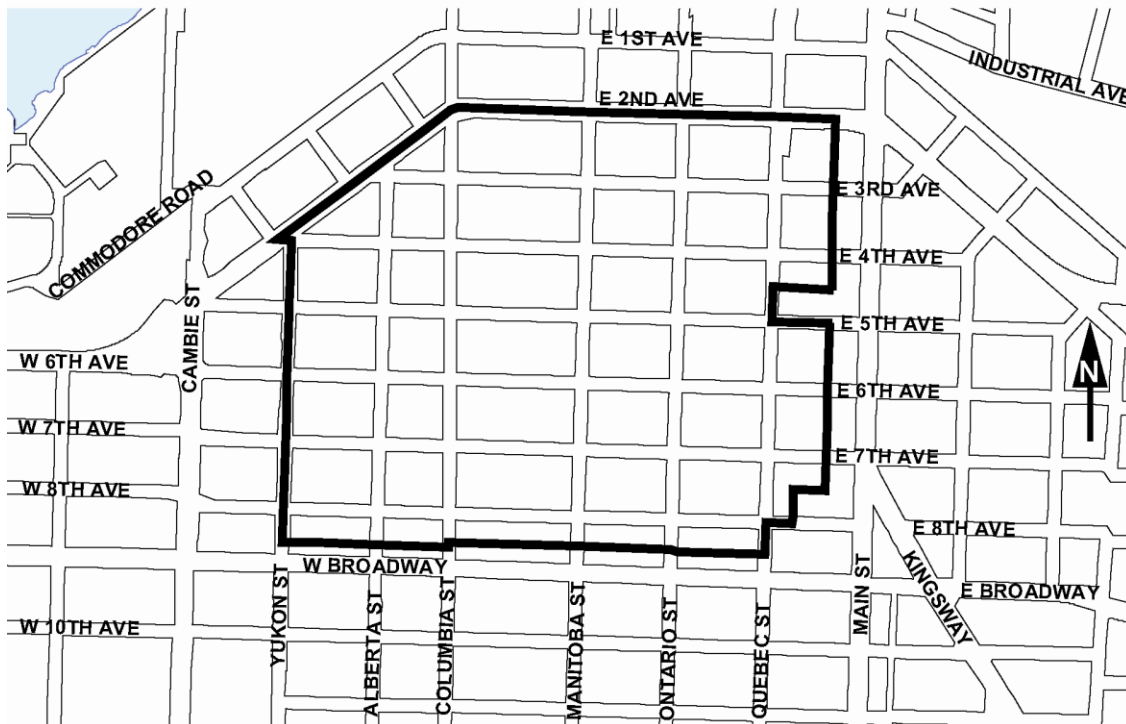 E 1ST AVE
INDUSTRIAL AVE
E 2ND AVE
E 3RD AVE
COMMODORE ROAD
E 4TH AVE
E 5TH AVE
CAMBIE ST
W 6TH AVE
N
E 6TH AVE
W 7TH AVE
E 7TH AVE
W 8TH AVE
E 8TH AVE
W BROADWAY
KINGSWAY
E BROADWAY
MAIN ST
YUKON ST
ALBERTA ST
COLUMBIA ST
MANITOBA ST
ONTARIO ST
QUEBEC ST
W 10TH AVE